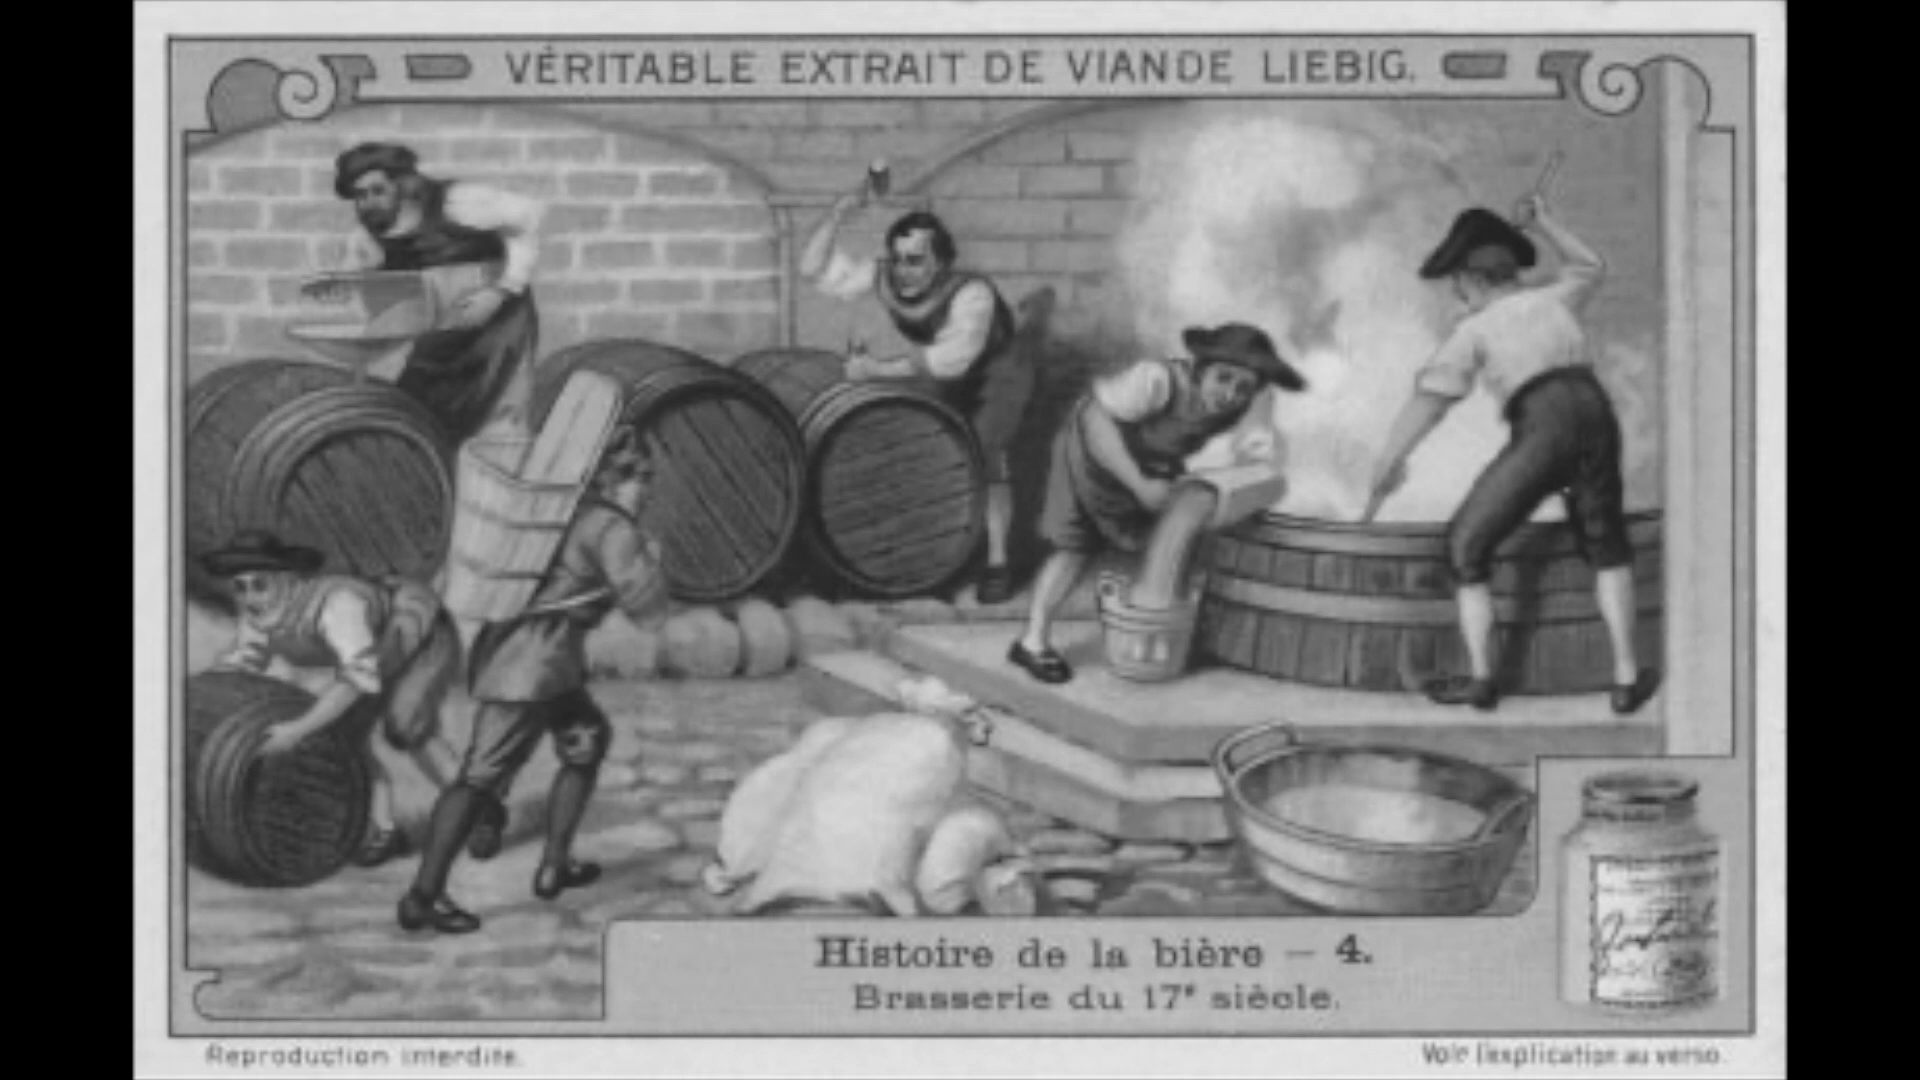 VÉRITABLE EXTRAIT DE VIANDE LIEBIG.
Histoire de la bière – 4.
Brasserie du 17e siècle.
Reproduction interdite.
Voir l'explication au verso.